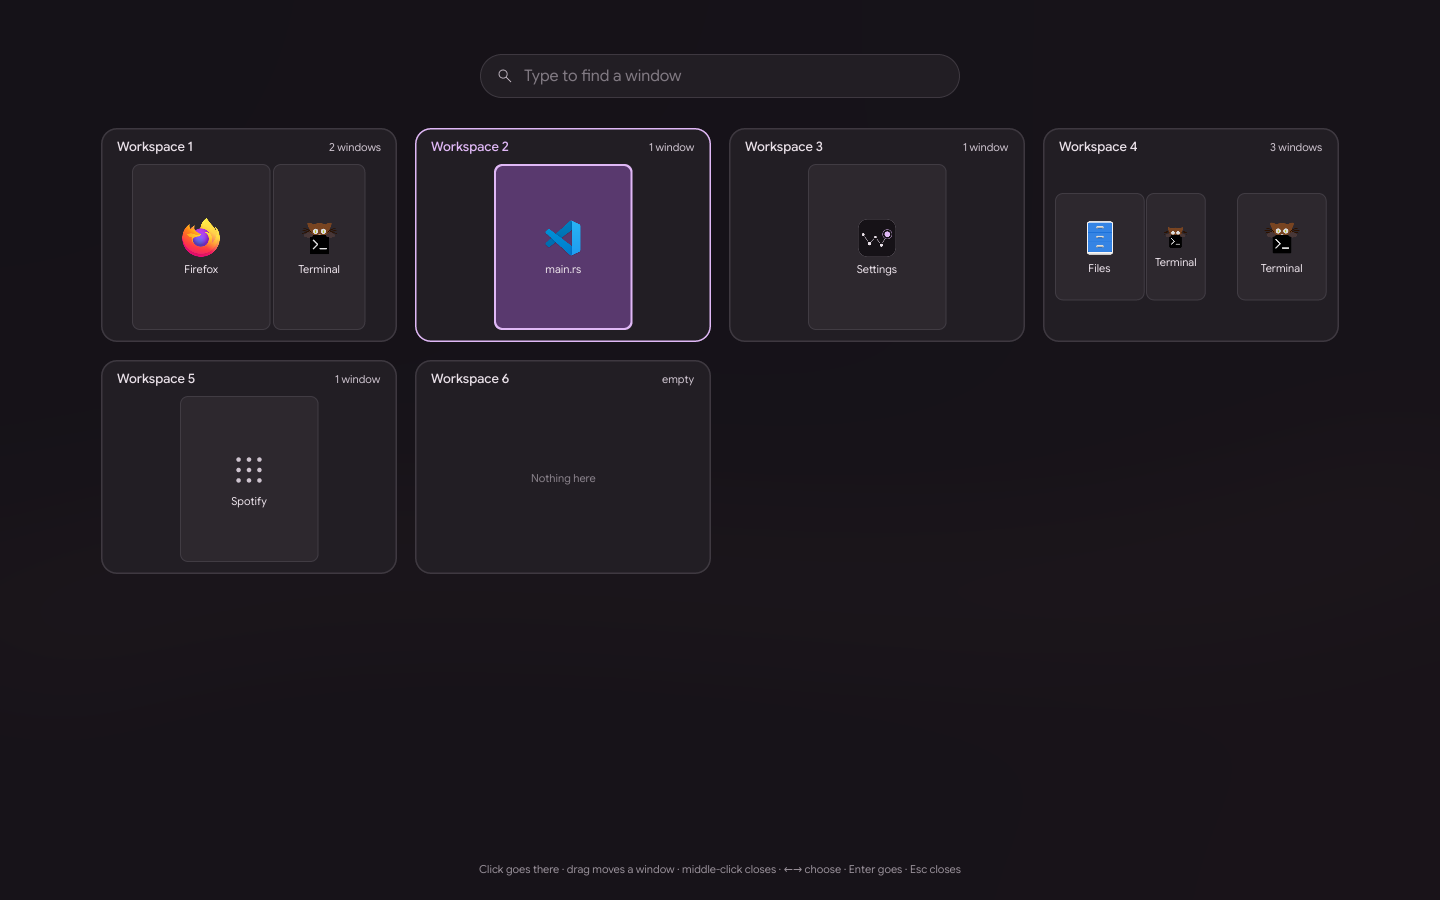 Type to find a window
Workspace 1
2 windows
Firefox
Terminal
Workspace 2
1 window
main.rs
Workspace 3
1 window
Settings
Workspace 4
3 windows
Files
Terminal
Terminal
Workspace 5
1 window
Spotify
Workspace 6
empty
Nothing here
Click goes there · drag moves a window · middle-click closes · ←→ choose · Enter goes · Esc closes